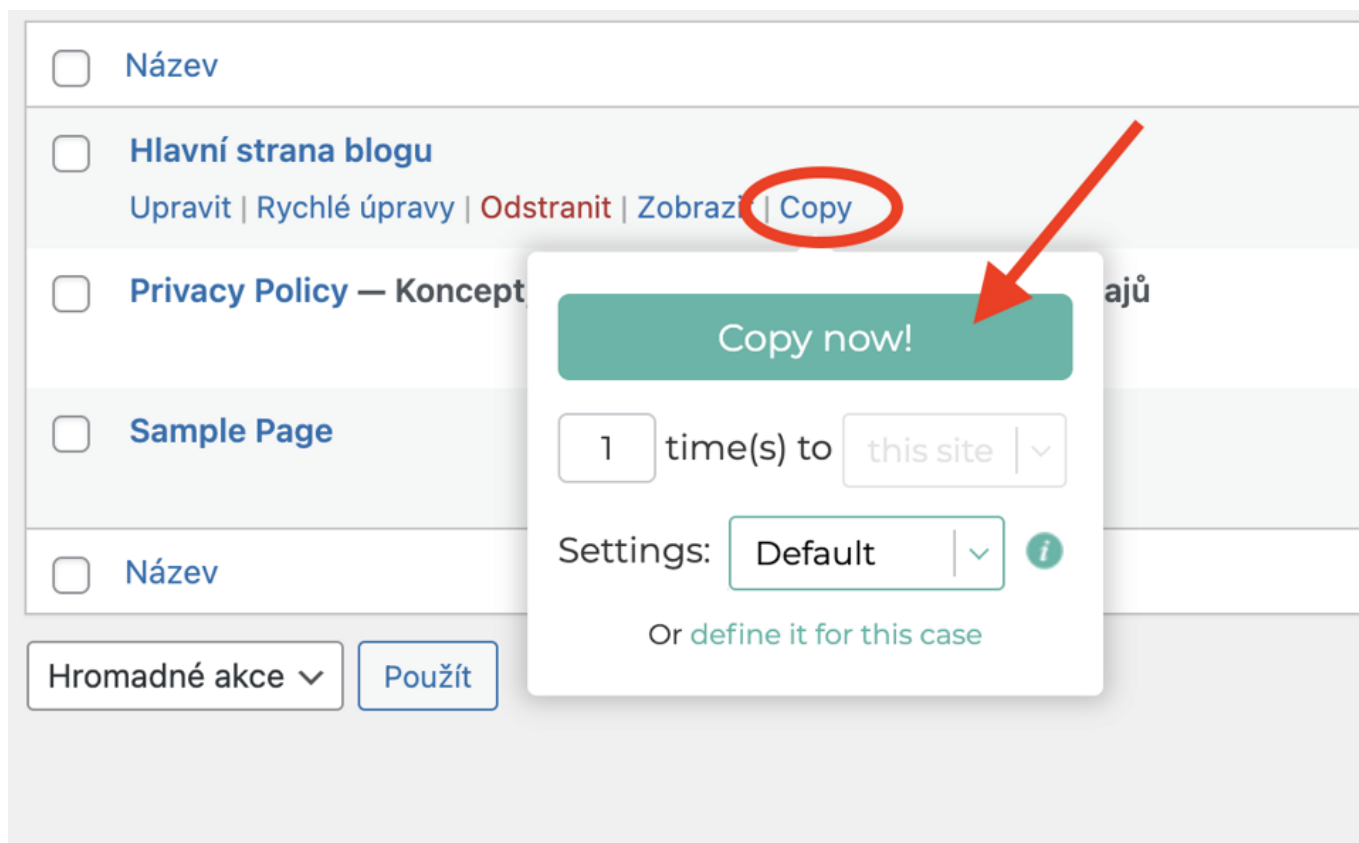 Název
Hlavní strana blogu
Upravit | Rychlé úpravy | Odstranit | Zobrazit | Copy
Privacy Policy — Koncept, ajů
Copy now!
Sample Page
1 time(s) to this site
Settings: Default i
Or define it for this case
Název
Hromadné akce Použít